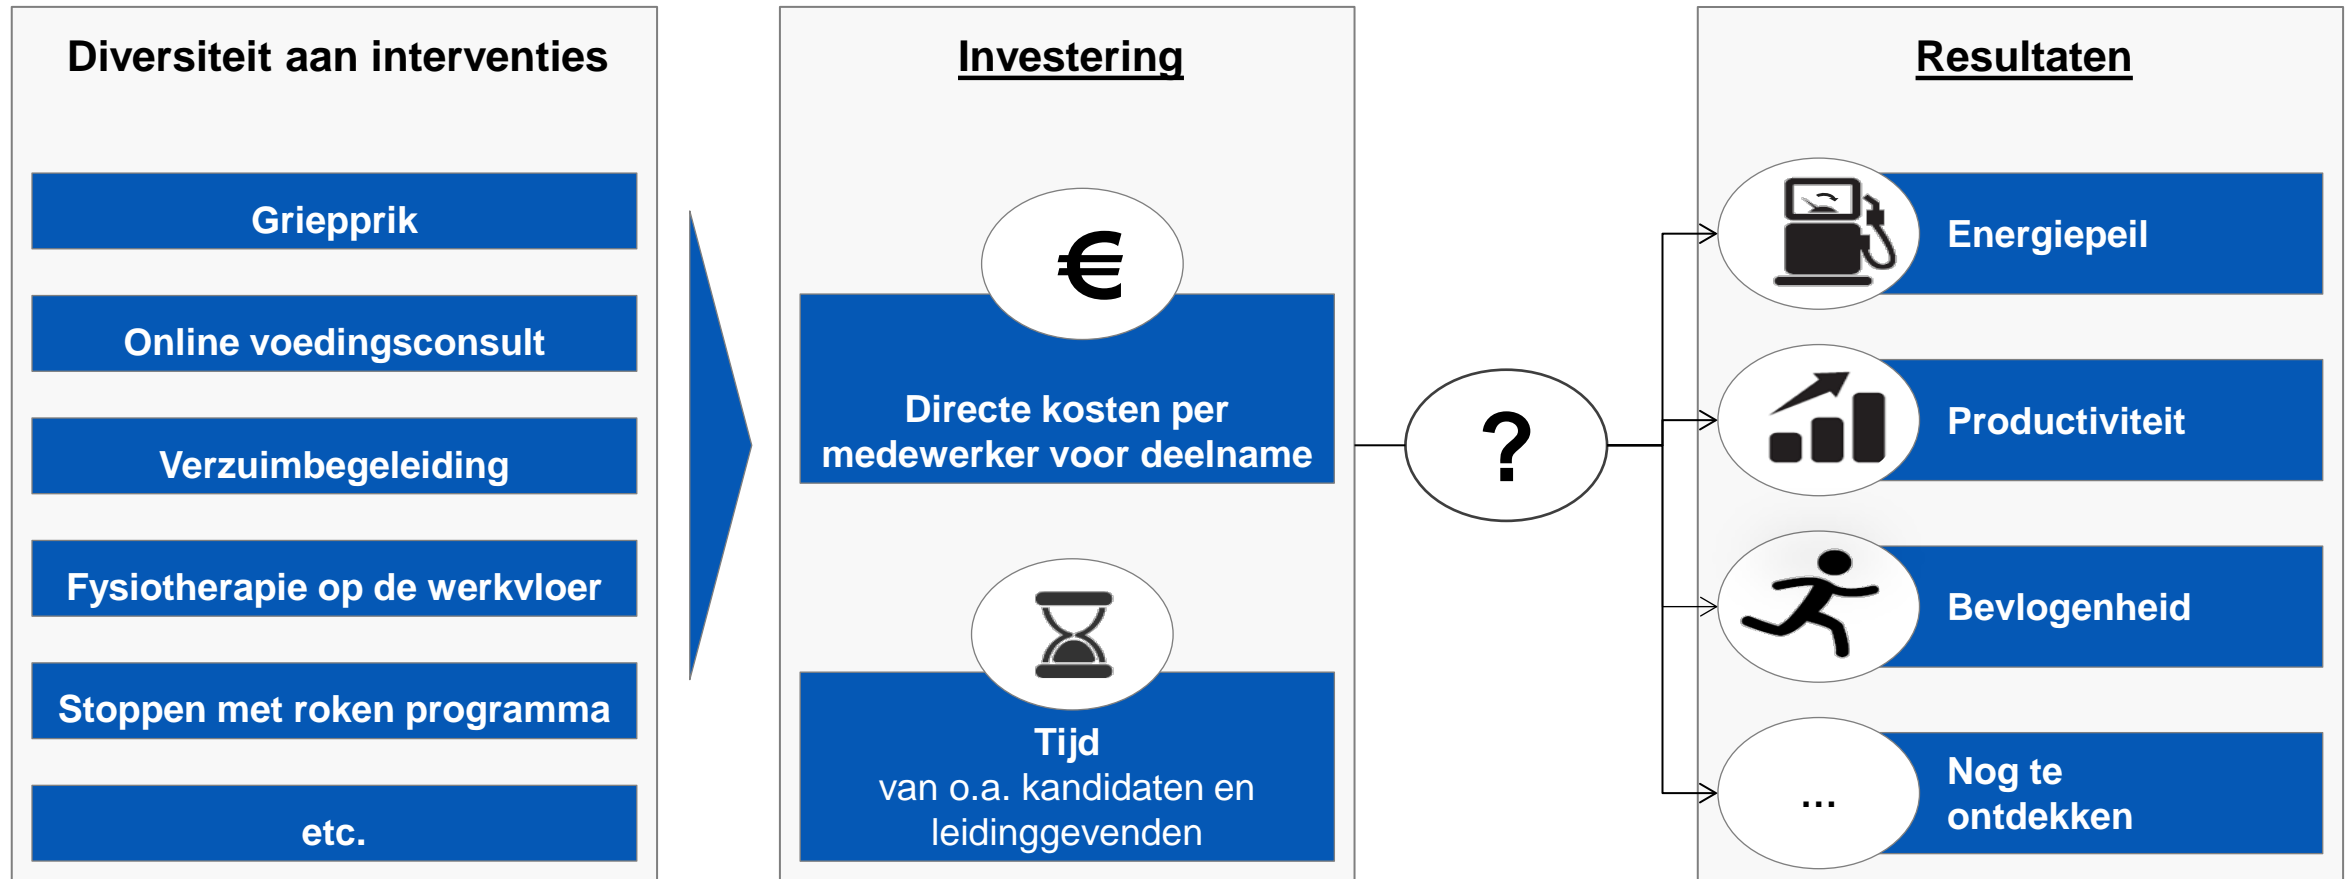 Diversiteit aan interventies
Griepprik
Online voedingsconsult
Verzuimbegeleiding
Fysiotherapie op de werkvloer
Stoppen met roken programma
etc.
Investering
€
Directe kosten per
medewerker voor deelname
Tijd
van o.a. kandidaten en
leidinggevenden
?
Resultaten
Energiepeil
Productiviteit
Bevlogenheid
...
Nog te
ontdekken